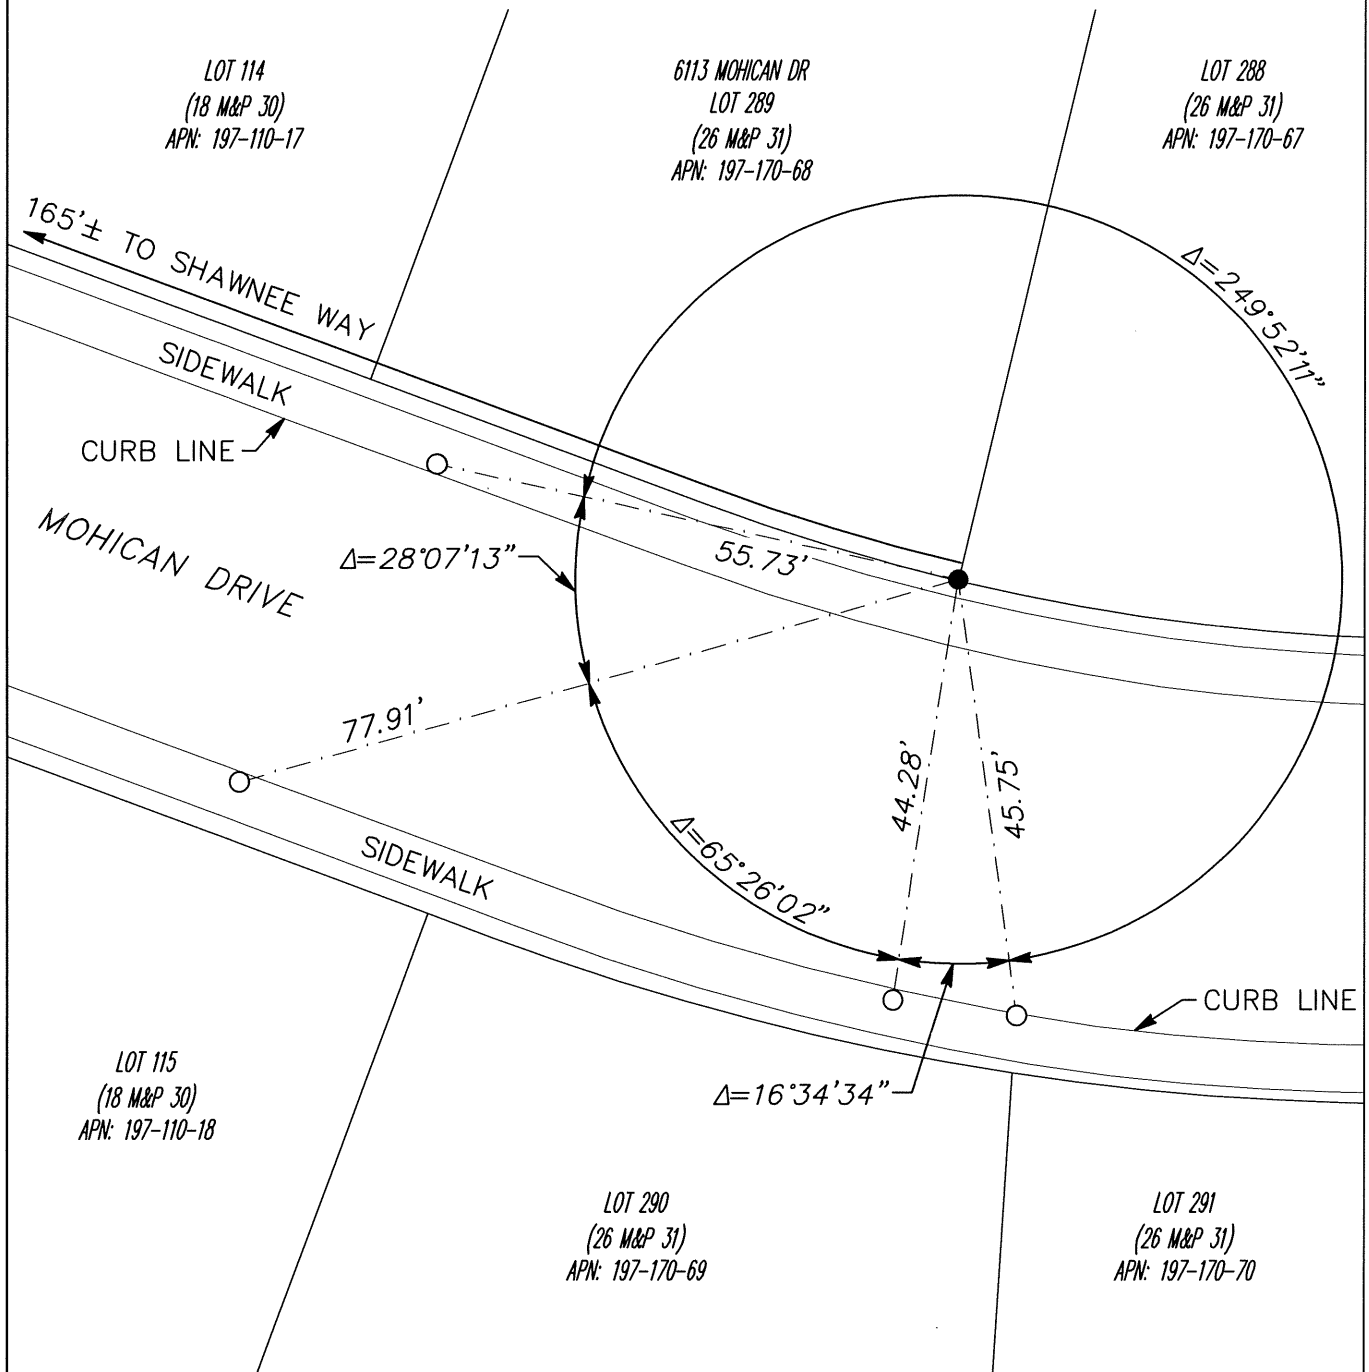 LOT 114
(18 M&P 30)
APN: 197-110-17
6113 MOHICAN DR
LOT 289
(26 M&P 31)
APN: 197-170-68
LOT 288
(26 M&P 31)
APN: 197-170-67
165'± TO SHAWNEE WAY
Δ=249°52'11"
SIDEWALK
CURB LINE
MOHICAN DRIVE
Δ=28°07'13"
55.73'
77.91'
44.28'
45.75'
Δ=65°26'02"
SIDEWALK
CURB LINE
Δ=16°34'34"
LOT 115
(18 M&P 30)
APN: 197-110-18
LOT 290
(26 M&P 31)
APN: 197-170-69
LOT 291
(26 M&P 31)
APN: 197-170-70